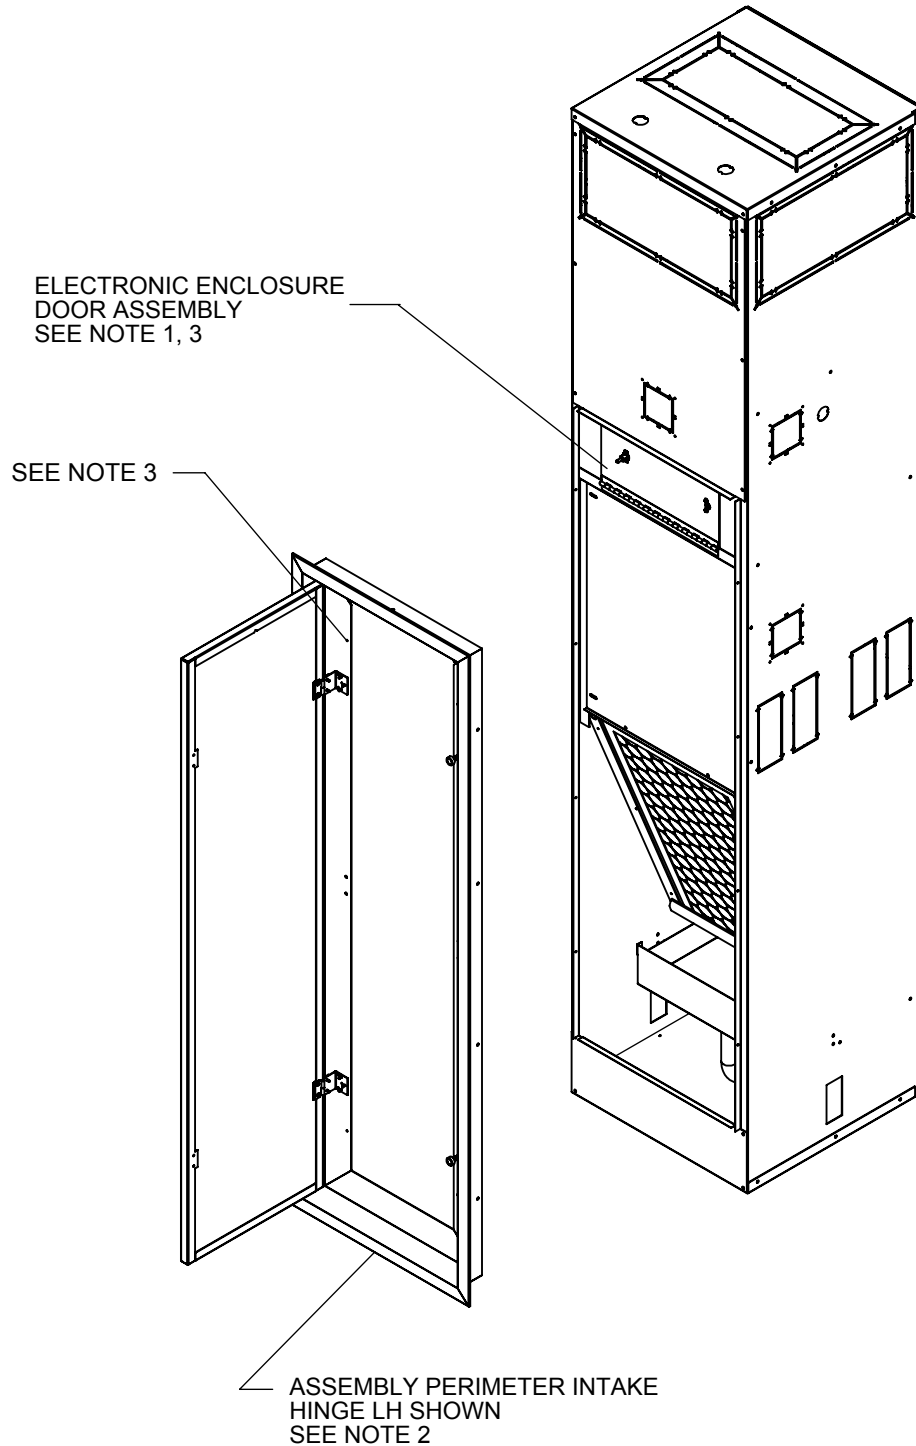 ELECTRONIC ENCLOSURE
DOOR ASSEMBLY
SEE NOTE 1, 3
SEE NOTE 3
ASSEMBLY PERIMETER INTAKE
HINGE LH SHOWN
SEE NOTE 2